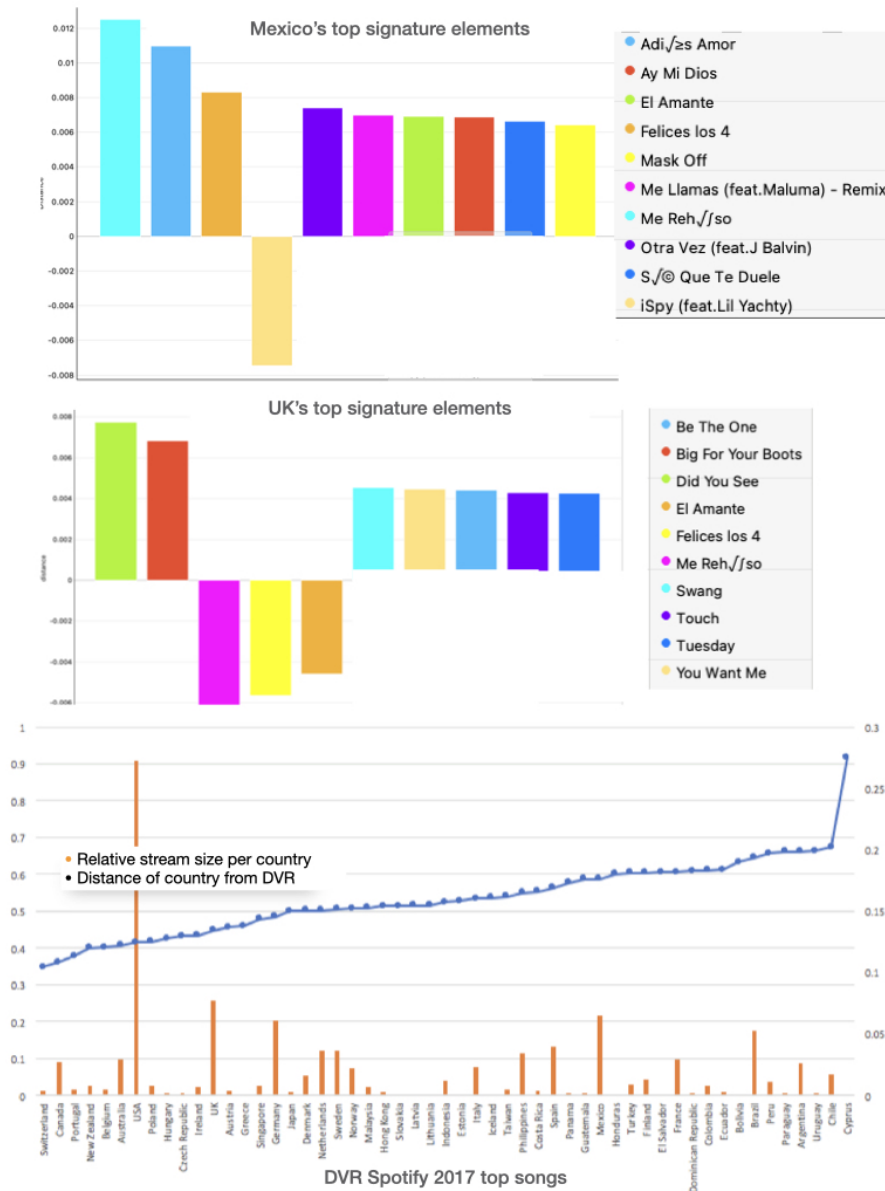 Mexico's top signature elements
0.012
0.01
0.008
0.006
0.004
0.002
0
-0.002
-0.004
-0.006
-0.008
Adi√≥s Amor
Ay Mi Dios
El Amante
Felices los 4
Mask Off
Me Llamas (feat.Maluma) - Remix
Me Reh√∫so
Otra Vez (feat.J Balvin)
S√© Que Te Duele
iSpy (feat.Lil Yachty)
UK's top signature elements
0.008
0.006
0.004
0.002
0
-0.002
-0.004
-0.006
distance
Be The One
Big For Your Boots
Did You See
El Amante
Felices los 4
Me Reh√∫so
Swang
Touch
Tuesday
You Want Me
1
0.9
0.8
0.7
0.6
0.5
0.4
0.3
0.2
0.1
0
0.3
0.25
0.2
0.15
0.1
0.05
0
Relative stream size per country
Distance of country from DVR
Switzerland
Canada
Portugal
New Zealand
Belgium
Australia
USA
Poland
Hungary
Czech Republic
Ireland
UK
Austria
Greece
Singapore
Germany
Japan
Denmark
Netherlands
Sweden
Norway
Malaysia
Hong Kong
Slovakia
Latvia
Lithuania
Indonesia
Estonia
Italy
Iceland
Taiwan
Philippines
Costa Rica
Spain
Panama
Guatemala
Mexico
Honduras
Turkey
Finland
El Salvador
France
Dominican Republic
Colombia
Ecuador
Bolivia
Brazil
Peru
Paraguay
Argentina
Uruguay
Chile
Cyprus
DVR Spotify 2017 top songs